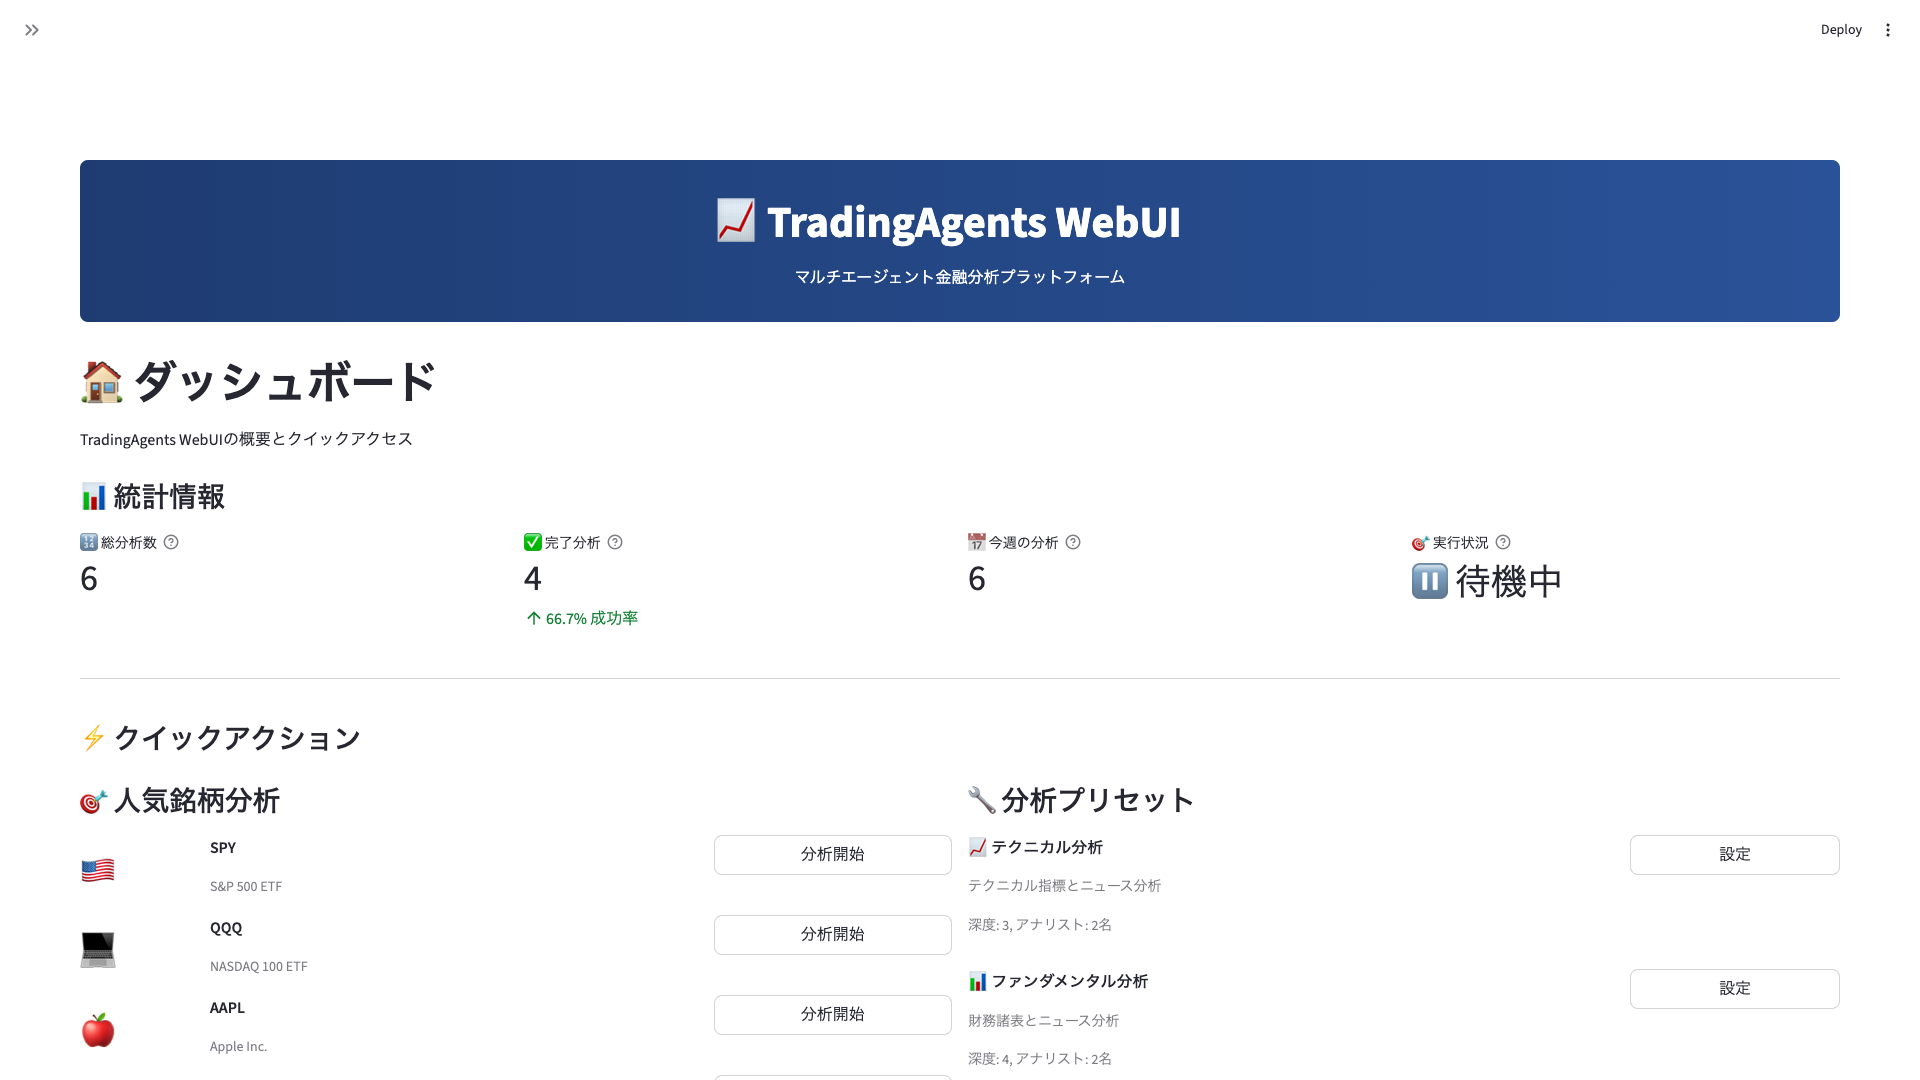 Deploy
TradingAgents WebUI
マルチエージェント金融分析プラットフォーム
ダッシュボード
TradingAgents WebUIの概要とクイックアクセス
統計情報
総分析数
6
完了分析
4
66.7% 成功率
今週の分析
6
実行状況
待機中
クイックアクション
人気銘柄分析
SPY
S&P 500 ETF
分析開始
QQQ
NASDAQ 100 ETF
分析開始
AAPL
Apple Inc.
分析開始
分析プリセット
テクニカル分析
テクニカル指標とニュース分析
深度: 3, アナリスト: 2名
設定
ファンダメンタル分析
財務諸表とニュース分析
深度: 4, アナリスト: 2名
設定